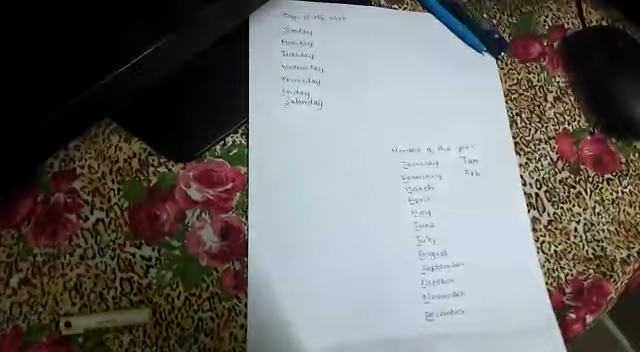 Days of the week
Sunday
Monday
Tuesday
Wednesday
Thursday
Friday
Saturday
of the year
January Jan
February Feb
March
April
May
June
July
August
September
October
November
December